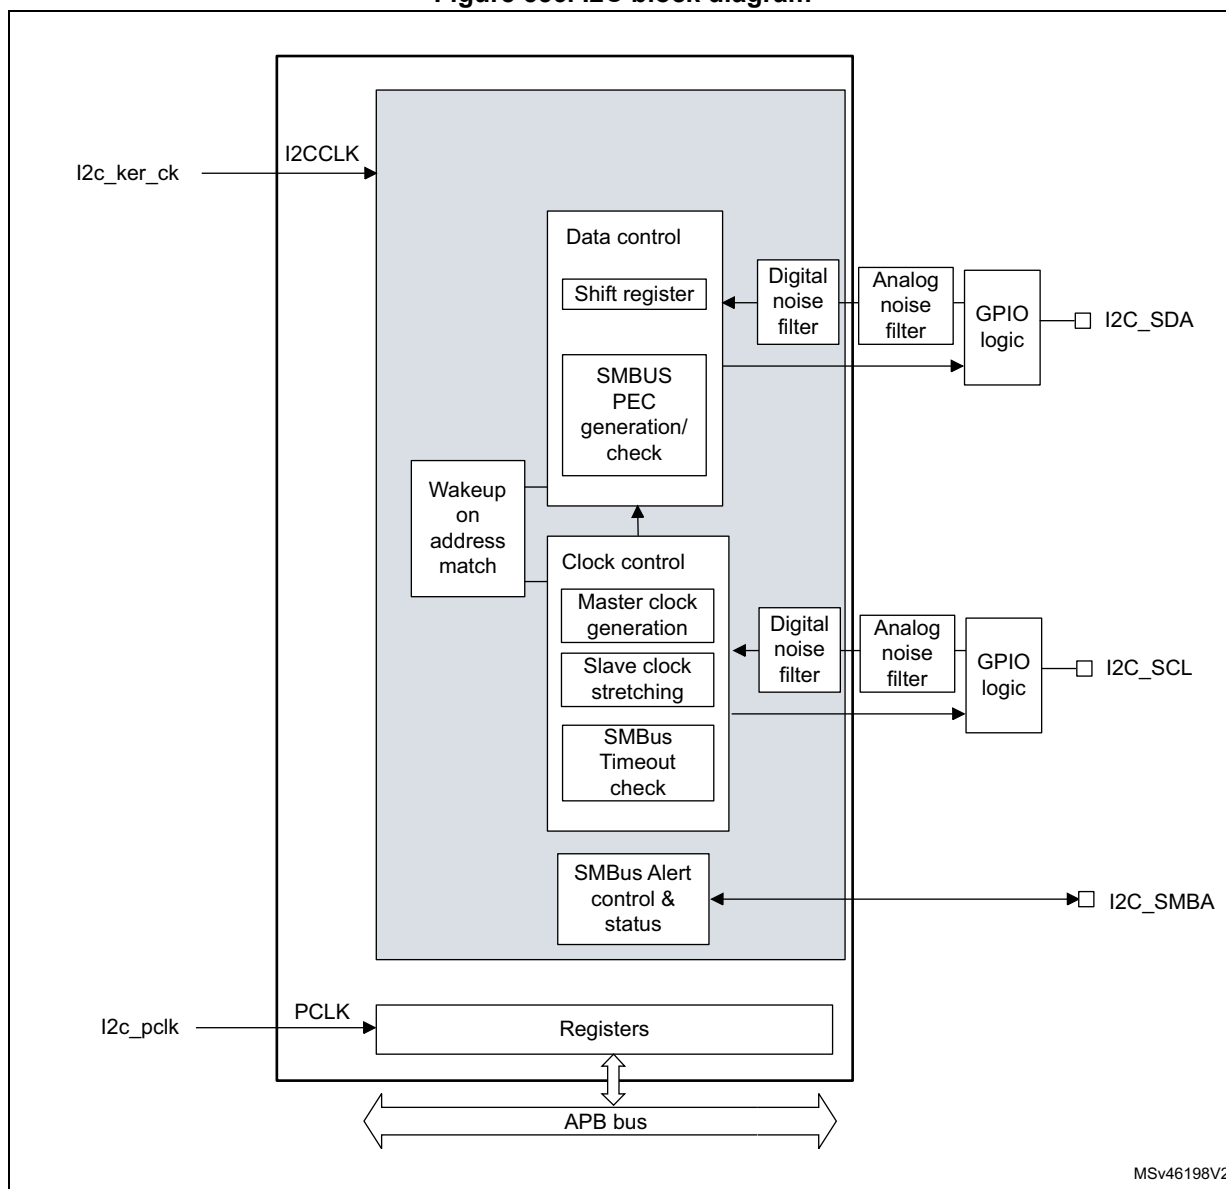 I2CCLK
I2c_ker_ck
Data control
Shift register
SMBUS
PEC
generation/
check
Digital
noise
filter
Analog
noise
filter
GPIO
logic
I2C_SDA
Wakeup
on
address
match
Clock control
Master clock
generation
Slave clock
stretching
SMBus
Timeout
check
Digital
noise
filter
Analog
noise
filter
GPIO
logic
I2C_SCL
SMBus Alert
control &
status
I2C_SMBA
PCLK
I2c_pclk
Registers
APB bus
MSv46198V2